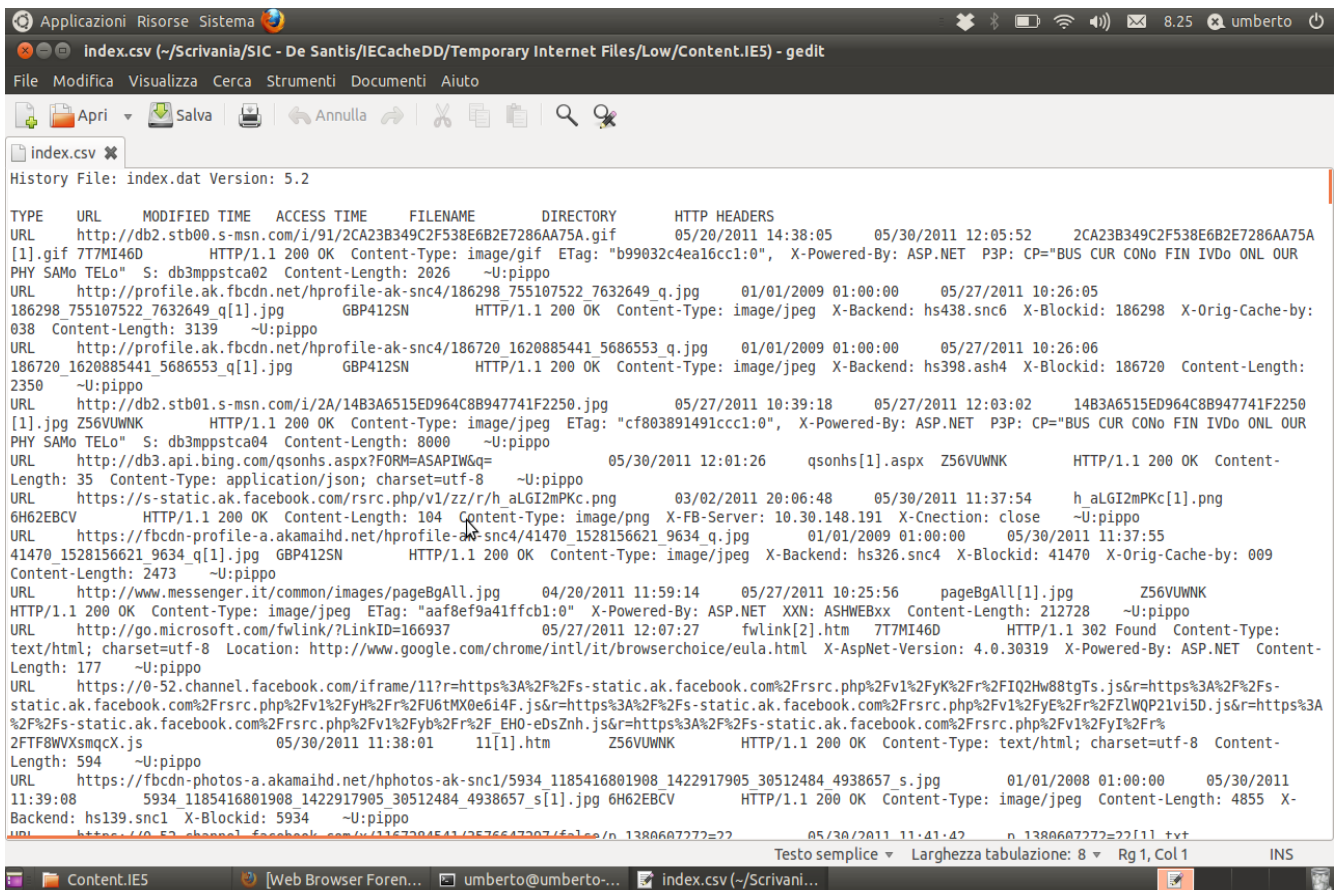 Applicazioni Risorse Sistema 8.25 umberto
index.csv (~/Scrivania/SIC - De Santis/IECacheDD/Temporary Internet Files/Low/Content.IE5) - gedit
File Modifica Visualizza Cerca Strumenti Documenti Aiuto
Apri Salva Annulla
index.csv
History File: index.dat Version: 5.2
TYPE URL MODIFIED TIME ACCESS TIME FILENAME DIRECTORY HTTP HEADERS
URL http://db2.stb00.s-msn.com/i/91/2CA23B349C2F538E6B2E7286AA75A.gif 05/20/2011 14:38:05 05/30/2011 12:05:52 2CA23B349C2F538E6B2E7286AA75A
[1].gif 7T7MI46D HTTP/1.1 200 OK Content-Type: image/gif ETag: "b99032c4ea16cc1:0", X-Powered-By: ASP.NET P3P: CP="BUS CUR CONo FIN IVDo ONL OUR
PHY SAMo TELo" S: db3mppstca02 Content-Length: 2026 ~U:pippo
URL http://profile.ak.fbcdn.net/hprofile-ak-snc4/186298_755107522_7632649_q.jpg 01/01/2009 01:00:00 05/27/2011 10:26:05
186298_755107522_7632649_q[1].jpg GBP412SN HTTP/1.1 200 OK Content-Type: image/jpeg X-Backend: hs438.snc6 X-Blockid: 186298 X-Orig-Cache-by:
038 Content-Length: 3139 ~U:pippo
URL http://profile.ak.fbcdn.net/hprofile-ak-snc4/186720_1620885441_5686553_q.jpg 01/01/2009 01:00:00 05/27/2011 10:26:06
186720_1620885441_5686553_q[1].jpg GBP412SN HTTP/1.1 200 OK Content-Type: image/jpeg X-Backend: hs398.ash4 X-Blockid: 186720 Content-Length:
2350 ~U:pippo
URL http://db2.stb01.s-msn.com/i/2A/14B3A6515ED964C8B947741F2250.jpg 05/27/2011 10:39:18 05/27/2011 12:03:02 14B3A6515ED964C8B947741F2250
[1].jpg Z56VUWNK HTTP/1.1 200 OK Content-Type: image/jpeg ETag: "cf803891491ccc1:0", X-Powered-By: ASP.NET P3P: CP="BUS CUR CONo FIN IVDo ONL OUR
PHY SAMo TELo" S: db3mppstca04 Content-Length: 8000 ~U:pippo
URL http://db3.api.bing.com/qsonhs.aspx?FORM=ASAPIW&q= 05/30/2011 12:01:26 qsonhs[1].aspx Z56VUWNK HTTP/1.1 200 OK Content-
Length: 35 Content-Type: application/json; charset=utf-8 ~U:pippo
URL https://s-static.ak.facebook.com/rsrc.php/v1/zz/r/h_aLGI2mPKc.png 03/02/2011 20:06:48 05/30/2011 11:37:54 h_aLGI2mPKc[1].png
6H62EBCV HTTP/1.1 200 OK Content-Length: 104 Content-Type: image/png X-FB-Server: 10.30.148.191 X-Cnection: close ~U:pippo
URL https://fbcdn-profile-a.akamaihd.net/hprofile-ak-snc4/41470_1528156621_9634_q.jpg 01/01/2009 01:00:00 05/30/2011 11:37:55
41470_1528156621_9634_q[1].jpg GBP412SN HTTP/1.1 200 OK Content-Type: image/jpeg X-Backend: hs326.snc4 X-Blockid: 41470 X-Orig-Cache-by: 009
Content-Length: 2473 ~U:pippo
URL http://www.messenger.it/common/images/pageBgAll.jpg 04/20/2011 11:59:14 05/27/2011 10:25:56 pageBgAll[1].jpg Z56VUWNK
HTTP/1.1 200 OK Content-Type: image/jpeg ETag: "aaf8ef9a41ffcb1:0" X-Powered-By: ASP.NET XXN: ASHWEBxx Content-Length: 212728 ~U:pippo
URL http://go.microsoft.com/fwlink/?LinkID=166937 05/27/2011 12:07:27 fwlink[2].htm 7T7MI46D HTTP/1.1 302 Found Content-Type:
text/html; charset=utf-8 Location: http://www.google.com/chrome/intl/it/browserchoice/eula.html X-AspNet-Version: 4.0.30319 X-Powered-By: ASP.NET Content-
Length: 177 ~U:pippo
URL https://0-52.channel.facebook.com/iframe/11?r=https%3A%2F%2Fs-static.ak.facebook.com%2Frsrc.php%2Fv1%2FyK%2Fr%2FIQ2Hw88tgTs.js&r=https%3A%2F%2Fs-
static.ak.facebook.com%2Frsrc.php%2Fv1%2FyH%2Fr%2FU6tMX0e6i4F.js&r=https%3A%2F%2Fs-static.ak.facebook.com%2Frsrc.php%2Fv1%2FyE%2Fr%2FZlWQP21vi5D.js&r=https%3A
%2F%2Fs-static.ak.facebook.com%2Frsrc.php%2Fv1%2Fyb%2Fr%2F_EHO-eDsZnh.js&r=https%3A%2F%2Fs-static.ak.facebook.com%2Frsrc.php%2Fv1%2FyI%2Fr%
2FTF8WVXsmqcX.js 05/30/2011 11:38:01 11[1].htm Z56VUWNK HTTP/1.1 200 OK Content-Type: text/html; charset=utf-8 Content-
Length: 594 ~U:pippo
URL https://fbcdn-photos-a.akamaihd.net/hphotos-ak-snc1/5934_1185416801908_1422917905_30512484_4938657_s.jpg 01/01/2008 01:00:00 05/30/2011
11:39:08 5934_1185416801908_1422917905_30512484_4938657_s[1].jpg 6H62EBCV HTTP/1.1 200 OK Content-Type: image/jpeg Content-Length: 4855 X-
Backend: hs139.snc1 X-Blockid: 5934 ~U:pippo
05/30/2011 11:41:42
Testo semplice Larghezza tabulazione: 8 Rg 1, Col 1 INS
Content.IE5 [Web Browser Foren... umberto@umberto-... index.csv (~/Scrivani...